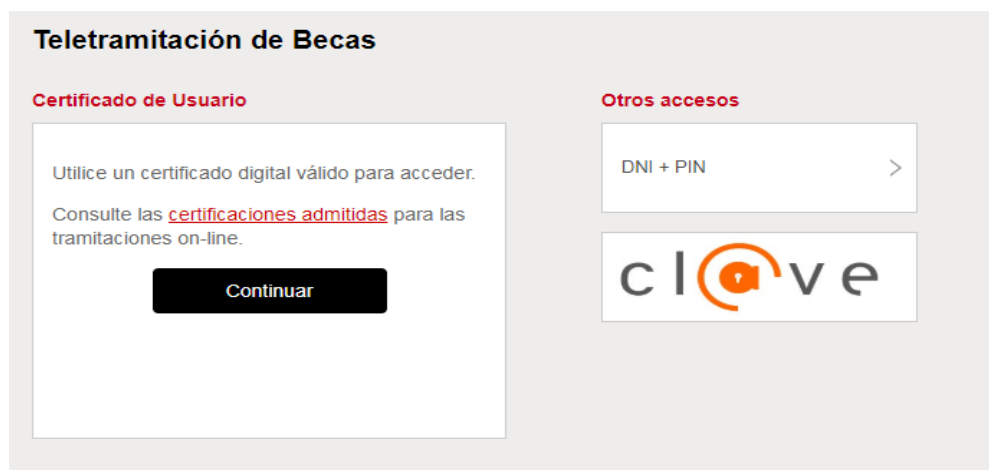 Teletramitación de Becas
Certificado de Usuario
Utilice un certificado digital válido para acceder.
Consulte las certificaciones admitidas para las
tramitaciones on-line.
Continuar
Otros accesos
DNI + PIN
cl@ve